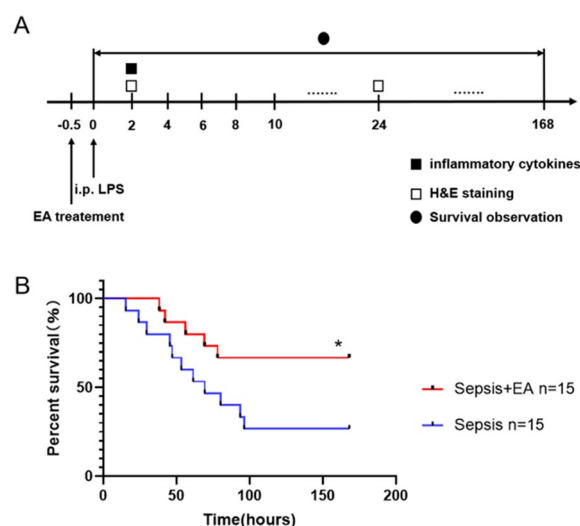 A
....... .......
-0.5 0 2 4 6 8 10 24 168
i.p. LPS
EA treatement
inflammatory cytokines
H&E staining
Survival observation
B
Percent survival(%)
100
50
0
*
0 50 100 150 200
Time(hours)
Sepsis+EA n=15
Sepsis n=15